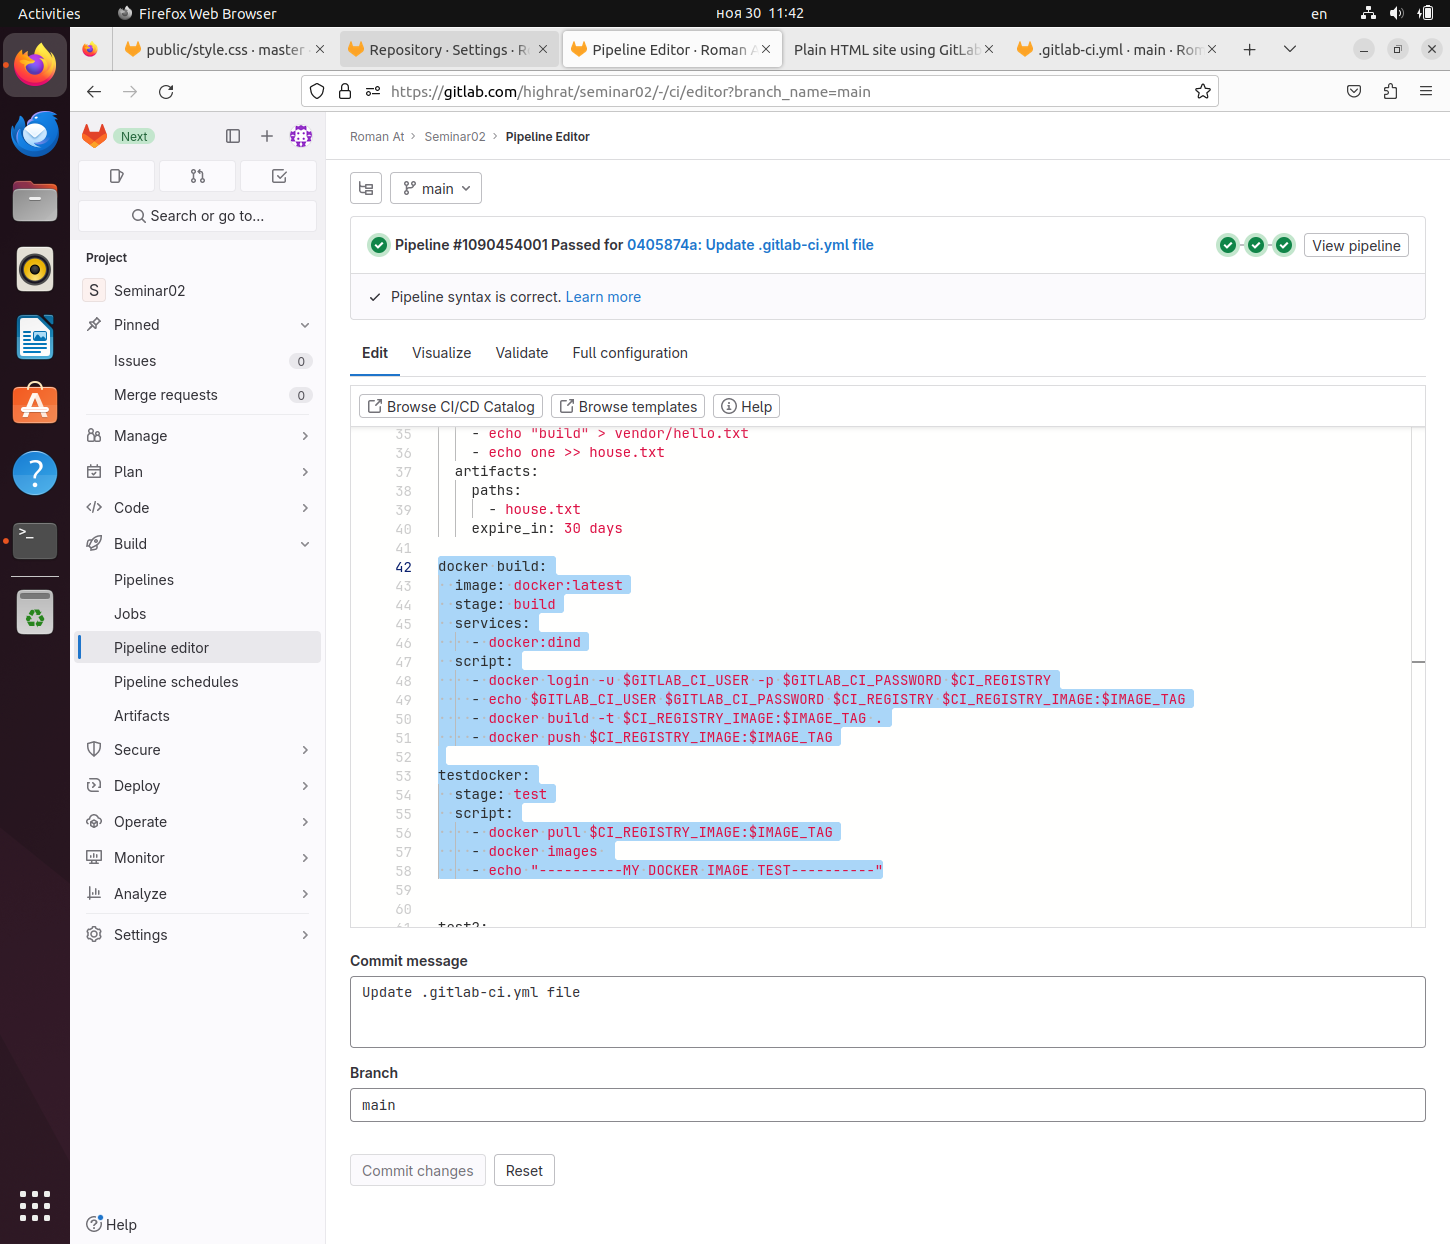 Activities
Firefox Web Browser
ноя 30 11:42
en
public/style.css · master
Repository · Settings · R
Pipeline Editor · Roman A
Plain HTML site using GitLab
.gitlab-ci.yml · main · Rom
https://gitlab.com/highrat/seminar02/-/ci/editor?branch_name=main
Next
Search or go to...
Project
S Seminar02
Pinned
Issues 0
Merge requests 0
Manage
Plan
Code
Build
Pipelines
Jobs
Pipeline editor
Pipeline schedules
Artifacts
Secure
Deploy
Operate
Monitor
Analyze
Settings
Help
Roman At > Seminar02 > Pipeline Editor
main
Pipeline #1090454001 Passed for 0405874a: Update .gitlab-ci.yml file
View pipeline
Pipeline syntax is correct. Learn more
Edit Visualize Validate Full configuration
Browse CI/CD Catalog Browse templates Help
35 - echo "build" > vendor/hello.txt
36 - echo one >> house.txt
37 artifacts:
38 paths:
39 - house.txt
40 expire_in: 30 days
41
42 docker build:
43 image: docker:latest
44 stage: build
45 services:
46 - docker:dind
47 script:
48 - docker login -u $GITLAB_CI_USER -p $GITLAB_CI_PASSWORD $CI_REGISTRY
49 - echo $GITLAB_CI_USER $GITLAB_CI_PASSWORD $CI_REGISTRY $CI_REGISTRY_IMAGE:$IMAGE_TAG
50 - docker build -t $CI_REGISTRY_IMAGE:$IMAGE_TAG .
51 - docker push $CI_REGISTRY_IMAGE:$IMAGE_TAG
52
53 testdocker:
54 stage: test
55 script:
56 - docker pull $CI_REGISTRY_IMAGE:$IMAGE_TAG
57 - docker images
58 - echo "----------MY DOCKER IMAGE TEST----------"
59
60
61 test2:
Commit message
Update .gitlab-ci.yml file
Branch
main
Commit changes Reset